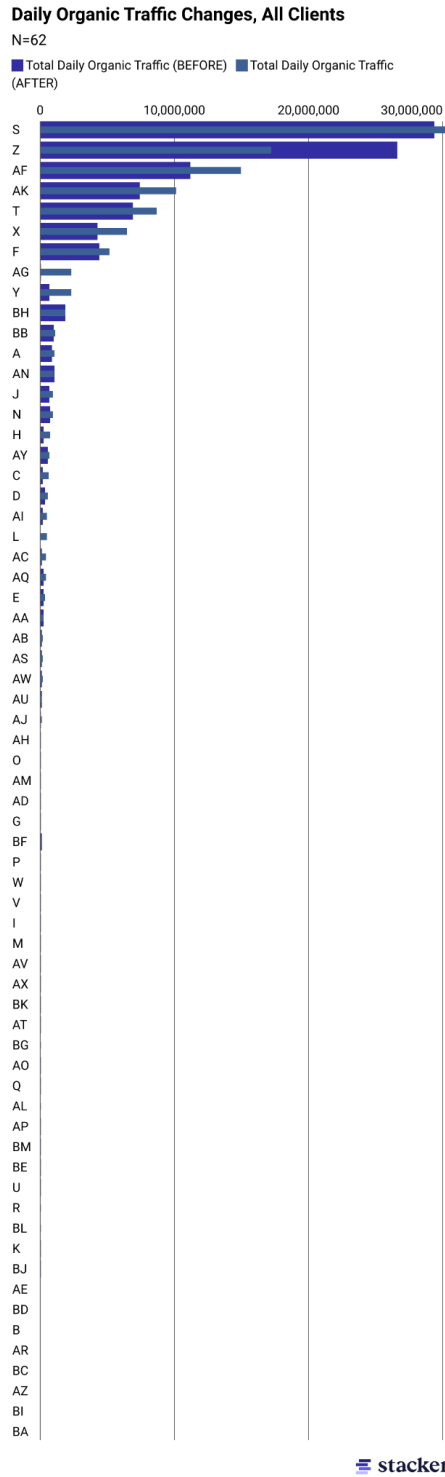 Daily Organic Traffic Changes, All Clients
N=62
Total Daily Organic Traffic (BEFORE) Total Daily Organic Traffic
(AFTER)
0 10,000,000 20,000,000 30,000,000
S
Z
AF
AK
T
X
F
AG
Y
BH
BB
A
AN
J
N
H
AY
C
D
AI
L
AC
AQ
E
AA
AB
AS
AW
AU
AJ
AH
O
AM
AD
G
BF
P
W
V
I
M
AV
AX
BK
AT
BG
AO
Q
AL
AP
BM
BE
U
R
BL
K
BJ
AE
BD
B
AR
BC
AZ
BI
BA
stacker